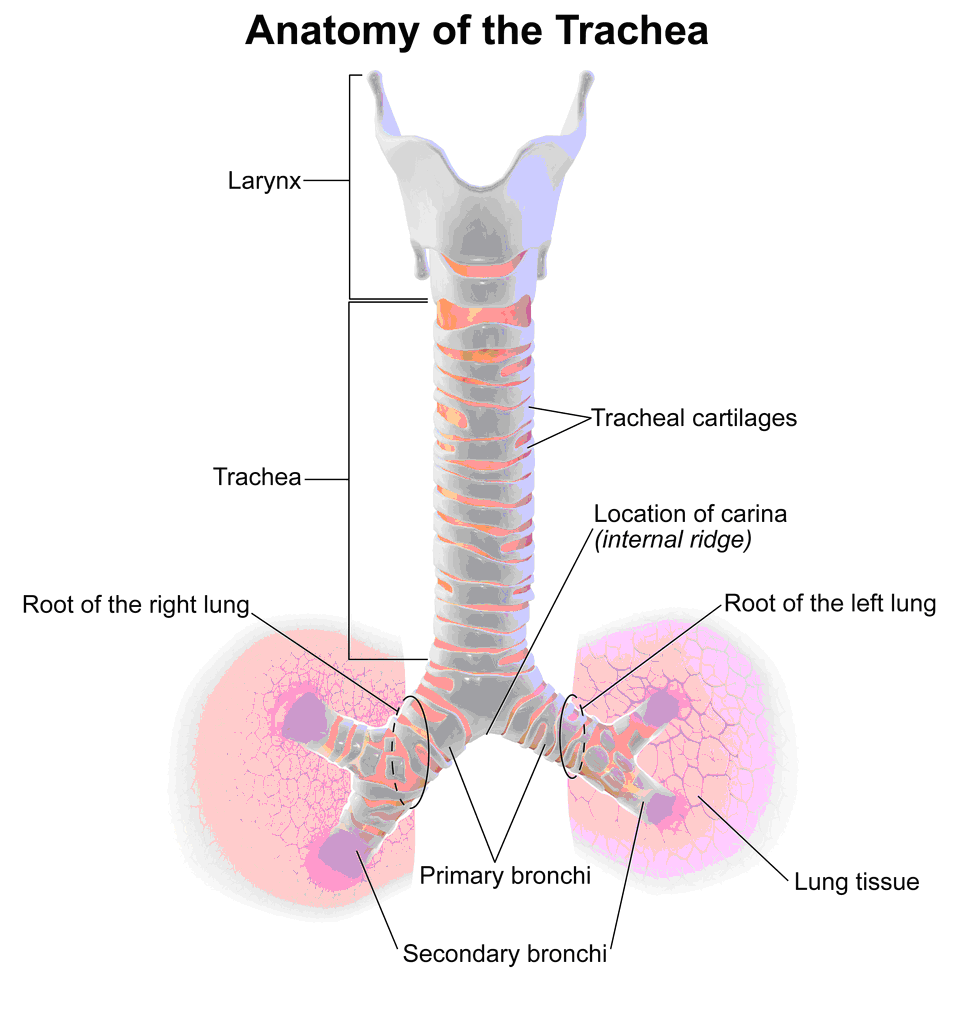 Anatomy of the Trachea
Larynx
Tracheal cartilages
Trachea
Location of carina
(internal ridge)
Root of the right lung
Root of the left lung
Primary bronchi
Lung tissue
Secondary bronchi